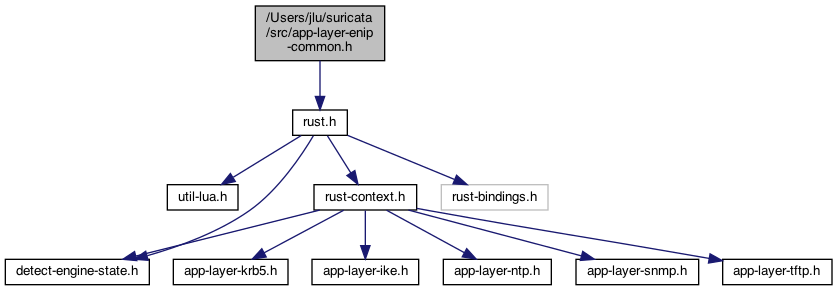 /Users/jlu/suricata
/src/app-layer-enip
-common.h
rust.h
util-lua.h
rust-context.h
rust-bindings.h
detect-engine-state.h
app-layer-krb5.h
app-layer-ike.h
app-layer-ntp.h
app-layer-snmp.h
app-layer-tftp.h